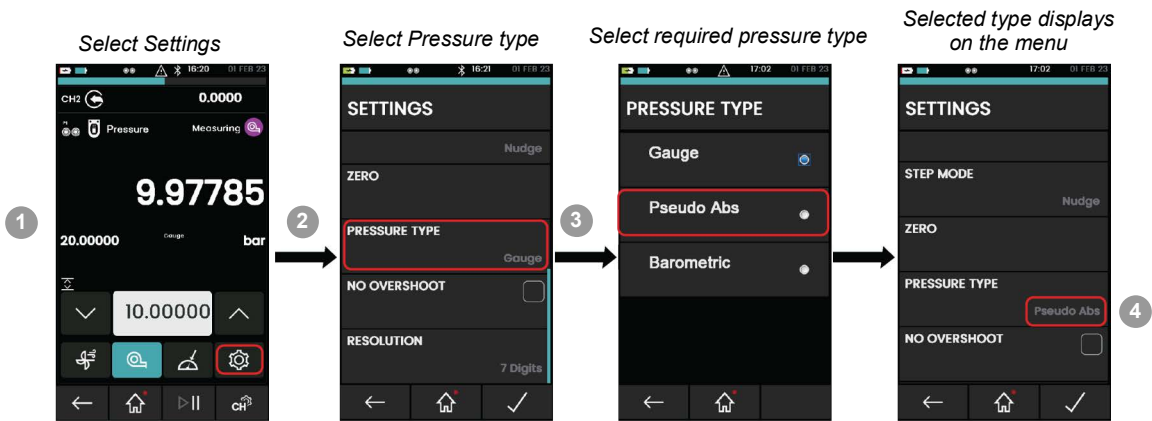 Select Settings
16:20 01 FEB 23
CH2 0.0000
Pressure Measuring
9.97785
20.00000 Gauge bar
10.00000
CH
1
Select Pressure type
16:21 01 FEB 23
SETTINGS
Nudge
ZERO
PRESSURE TYPE
Gauge
NO OVERSHOOT
RESOLUTION
7 Digits
2
Select required pressure type
17:02 01 FEB 23
PRESSURE TYPE
Gauge
Pseudo Abs
Barometric
3
Selected type displays
on the menu
17:02 01 FEB 23
SETTINGS
STEP MODE
Nudge
ZERO
PRESSURE TYPE
Pseudo Abs
NO OVERSHOOT
4